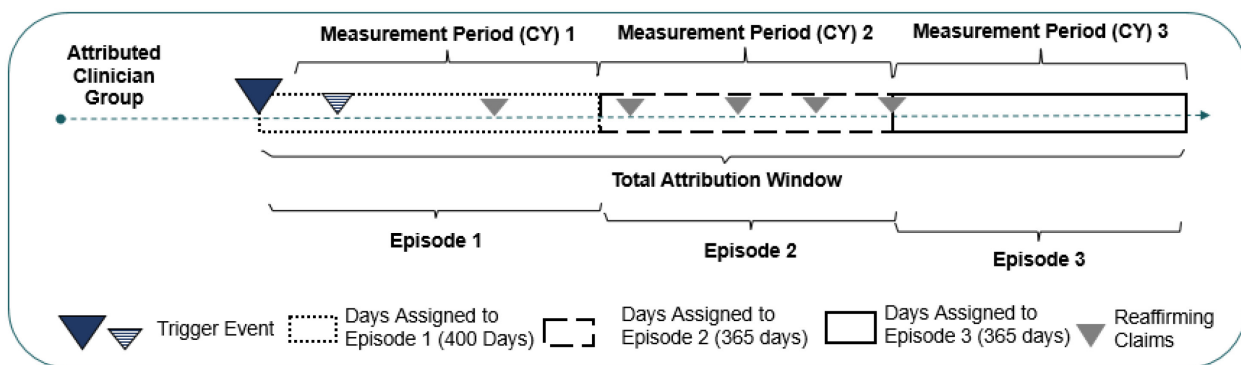 Measurement Period (CY) 1
Measurement Period (CY) 2
Measurement Period (CY) 3
Attributed
Clinician
Group
Total Attribution Window
Episode 1
Episode 2
Episode 3
Trigger Event
Days Assigned to
Episode 1 (400 Days)
Days Assigned to
Episode 2 (365 days)
Days Assigned to
Episode 3 (365 days)
Reaffirming
Claims